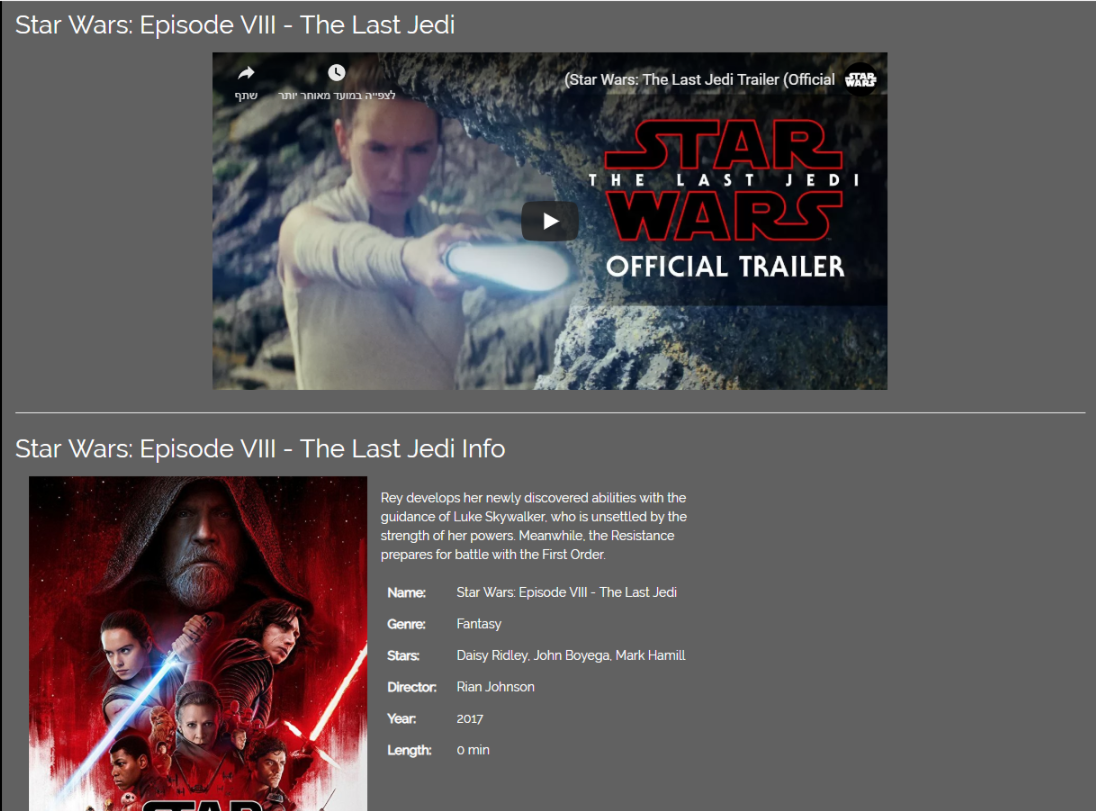 Star Wars: Episode VIII - The Last Jedi
שתף
לצפייה במועד מאוחר יותר
(Star Wars: The Last Jedi Trailer (Official
STAR WARS
STAR
THE LAST JEDI
WARS
OFFICIAL TRAILER
Star Wars: Episode VIII - The Last Jedi Info
Rey develops her newly discovered abilities with the
guidance of Luke Skywalker, who is unsettled by the
strength of her powers. Meanwhile, the Resistance
prepares for battle with the First Order.
Name: Star Wars: Episode VIII - The Last Jedi
Genre: Fantasy
Stars: Daisy Ridley, John Boyega, Mark Hamill
Director: Rian Johnson
Year: 2017
Length: 0 min
STAR